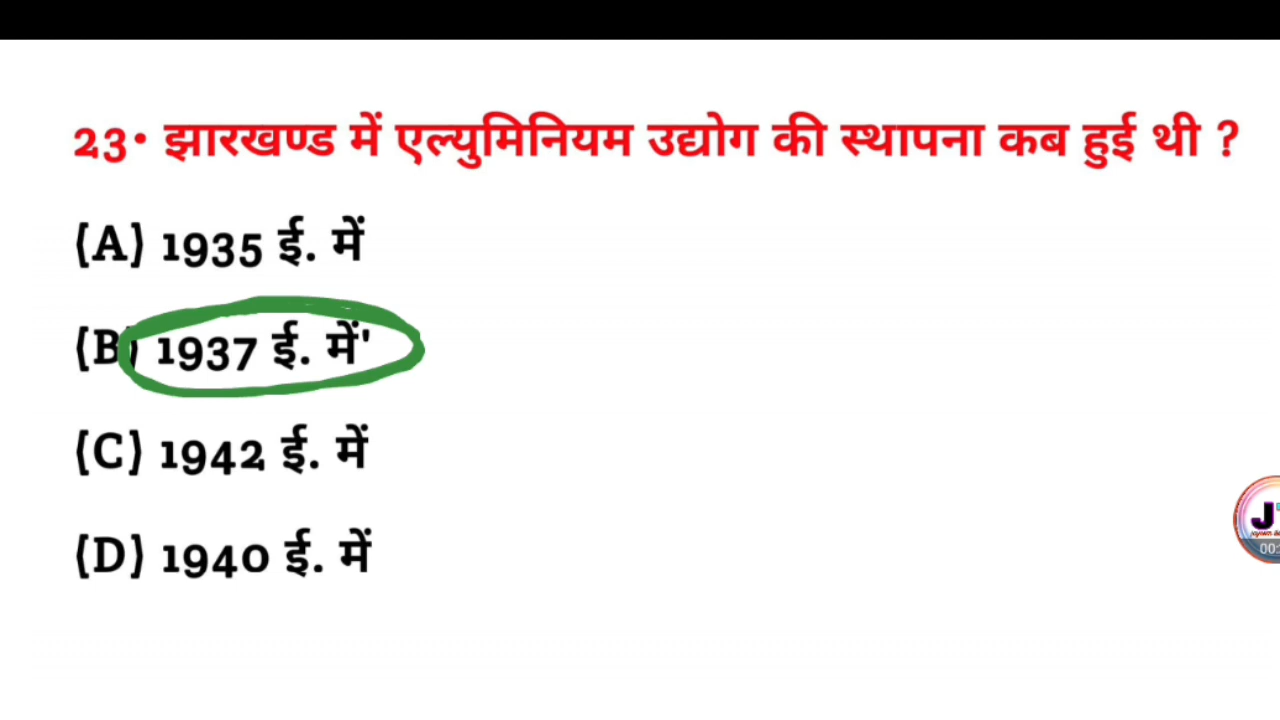 23• झारखण्ड में एल्युमिनियम उद्योग की स्थापना कब हुई थी ?
(A) 1935 ई. में
(B) 1937 ई. में'
(C) 1942 ई. में
(D) 1940 ई. में